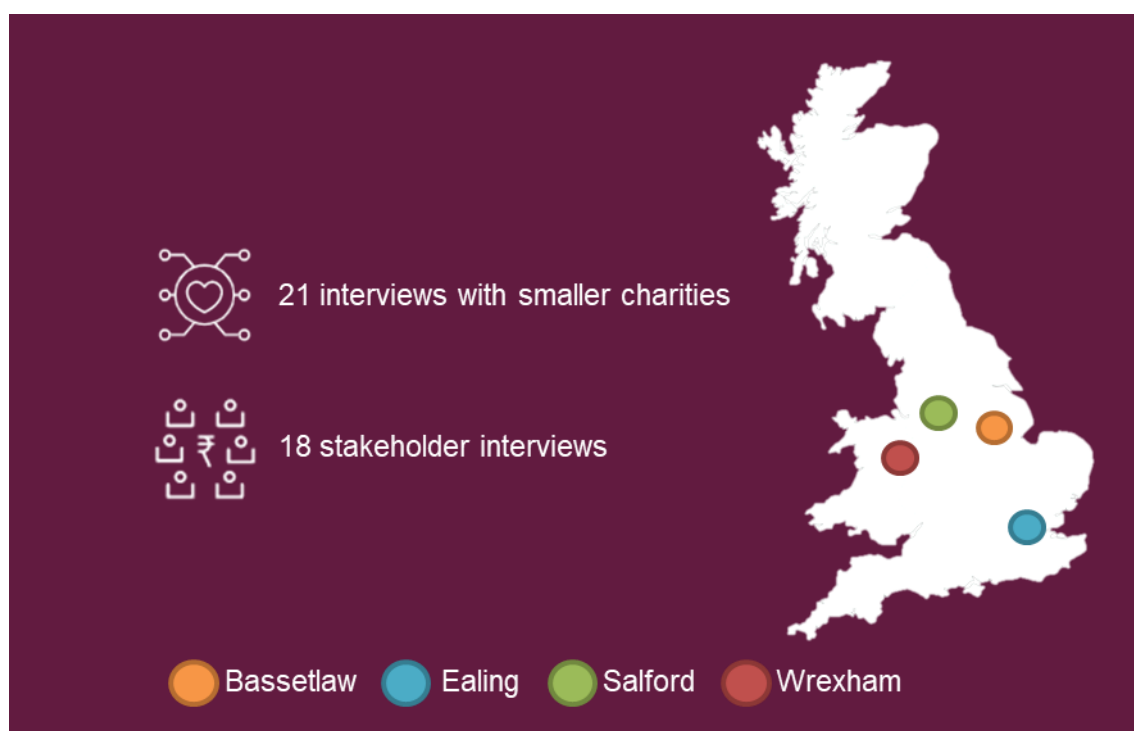 21 interviews with smaller charities
₹
18 stakeholder interviews
Bassetlaw Ealing Salford Wrexham